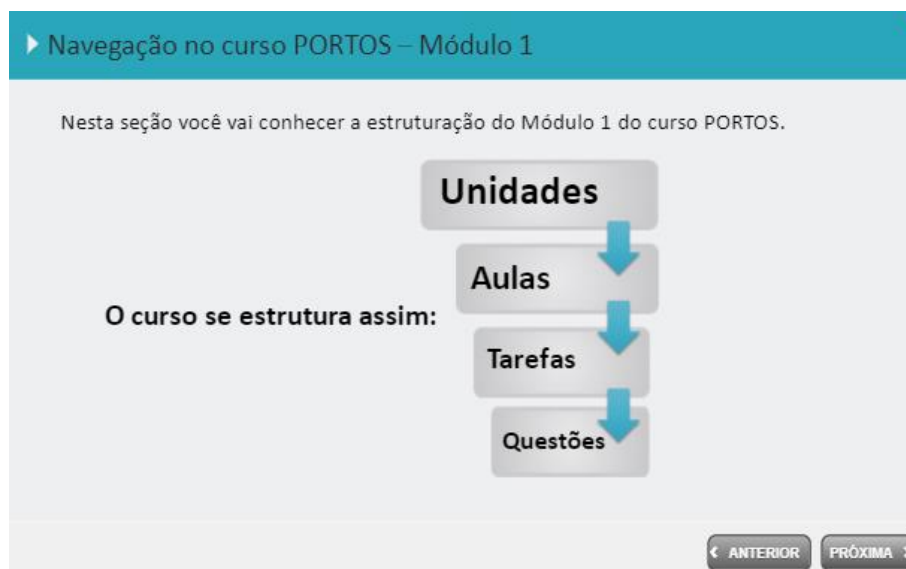 Navegação no curso PORTOS – Módulo 1
Nesta seção você vai conhecer a estruturação do Módulo 1 do curso PORTOS.
O curso se estrutura assim:
Unidades
Aulas
Tarefas
Questões
ANTERIOR
PRÓXIMA